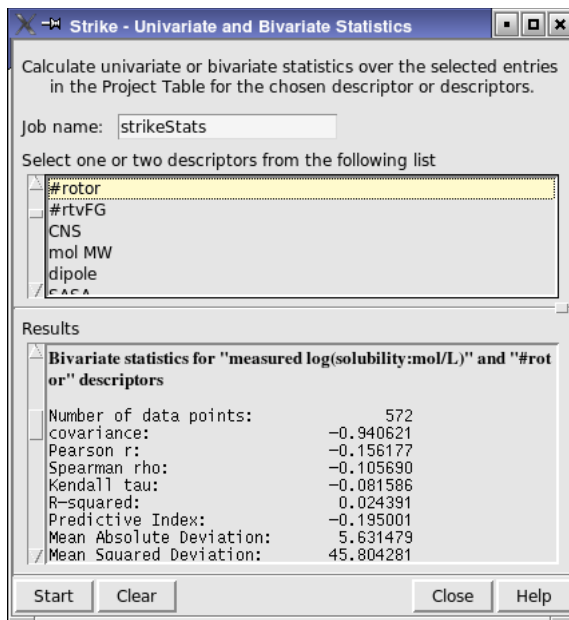 Strike - Univariate and Bivariate Statistics
Calculate univariate or bivariate statistics over the selected entries
in the Project Table for the chosen descriptor or descriptors.
Job name: strikeStats
Select one or two descriptors from the following list
#rotor
#rtvFG
CNS
mol MW
dipole
SASA
Results
Bivariate statistics for "measured log(solubility:mol/L)" and "#rot
or" descriptors
Number of data points: 572
covariance: -0.940621
Pearson r: -0.156177
Spearman rho: -0.105690
Kendall tau: -0.081586
R-squared: 0.024391
Predictive Index: -0.195001
Mean Absolute Deviation: 5.631479
Mean Squared Deviation: 45.804281
Start Clear Close Help